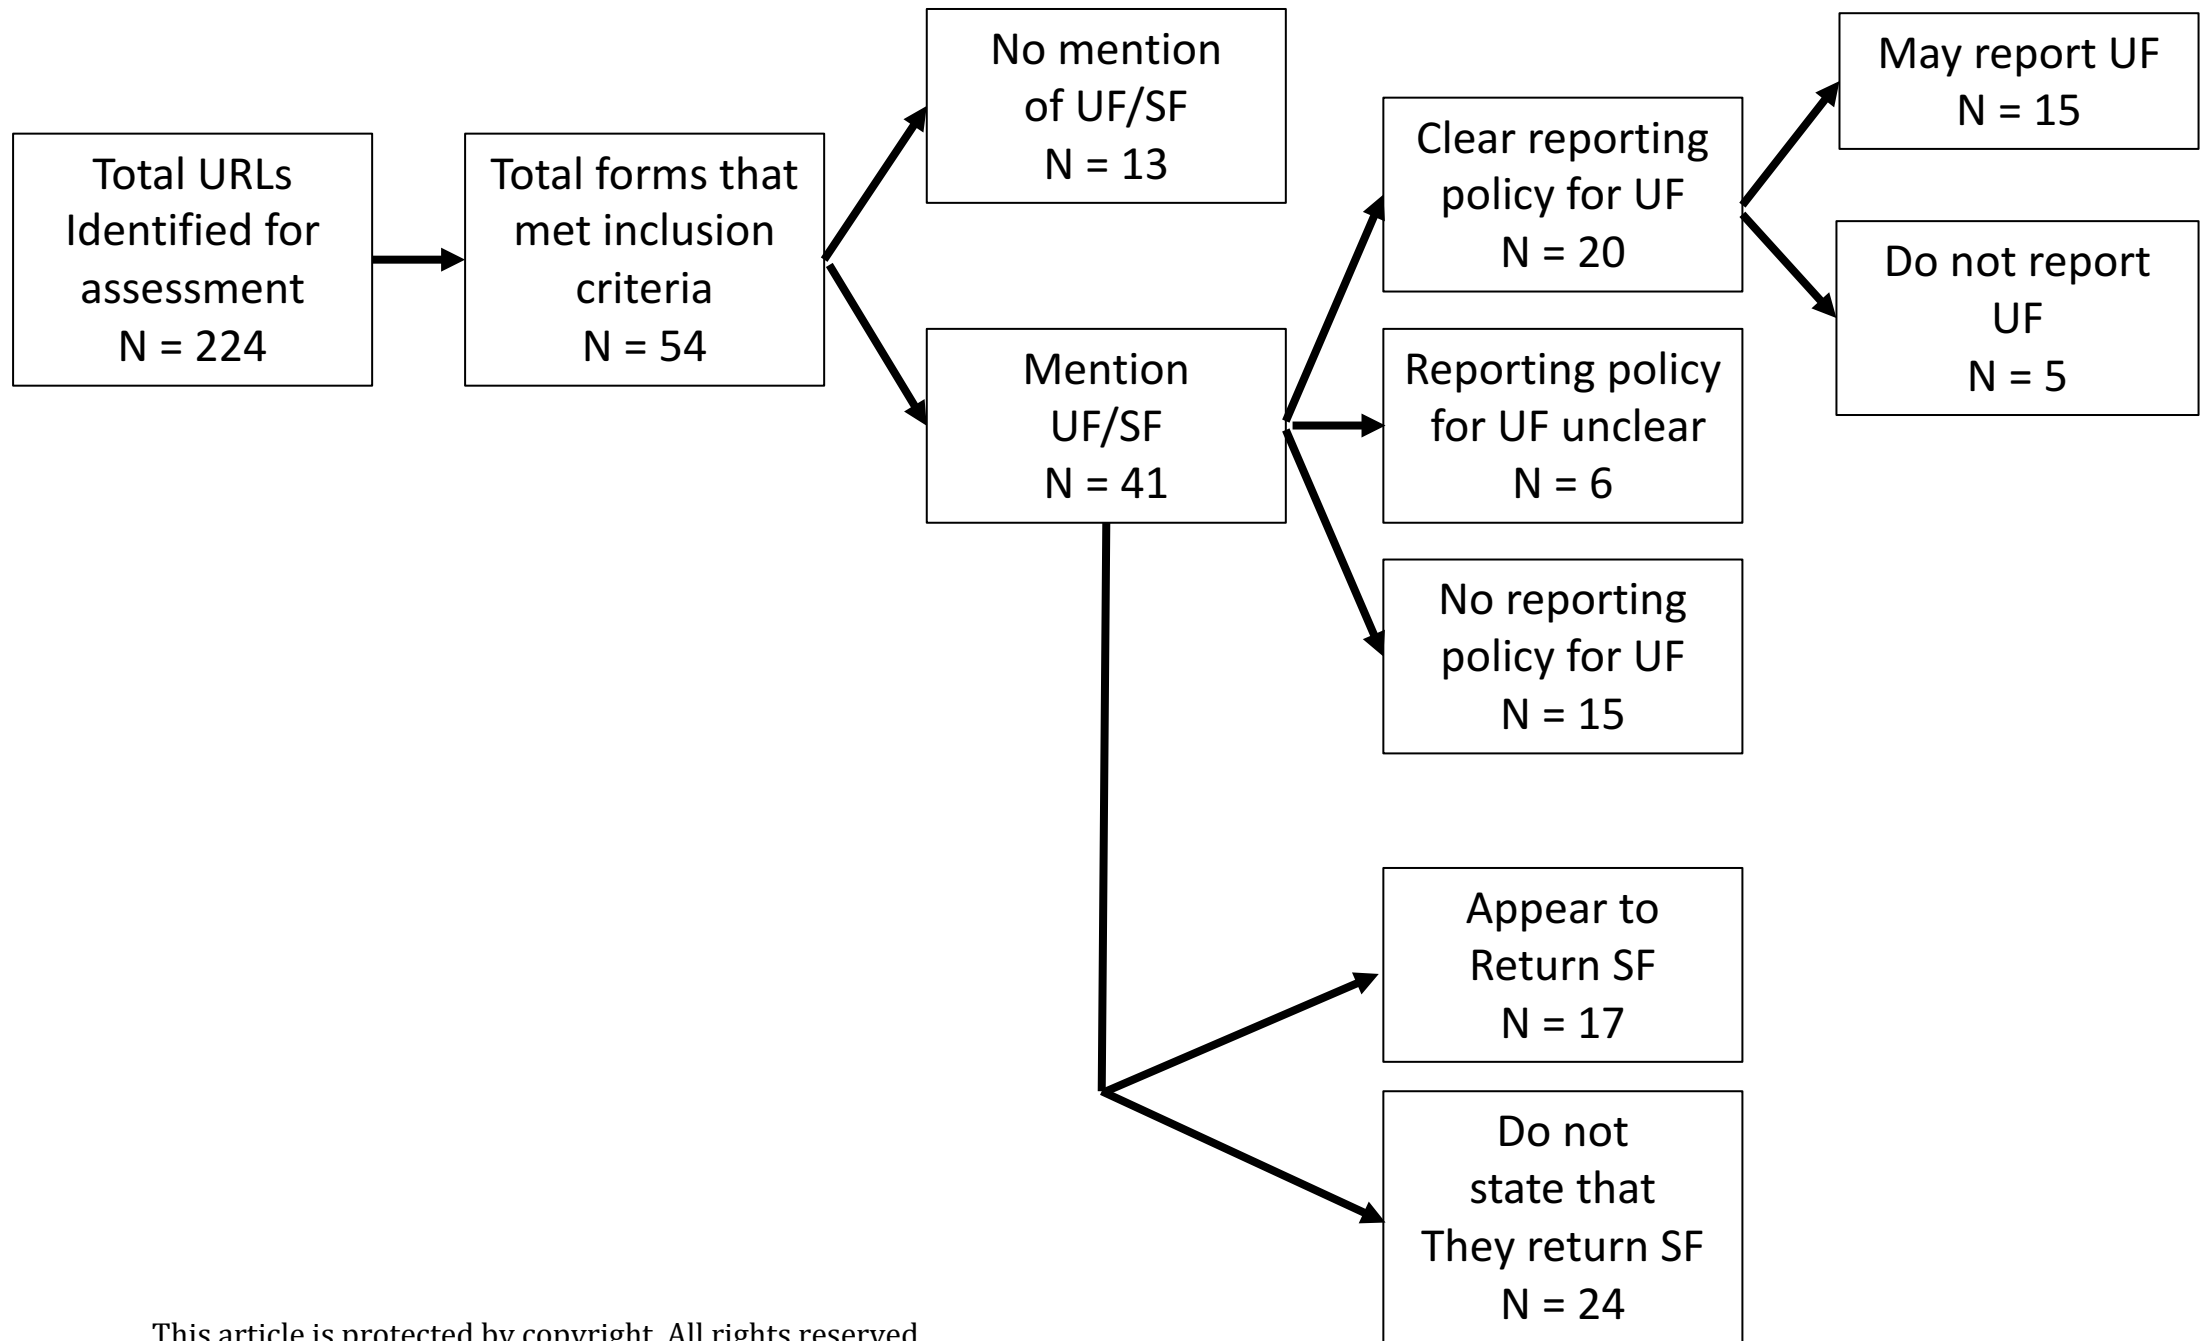 Total URLs
Identified for
assessment
N = 224
Total forms that
met inclusion
criteria
N = 54
No mention
of UF/SF
N = 13
Mention
UF/SF
N = 41
Clear reporting
policy for UF
N = 20
Reporting policy
for UF unclear
N = 6
No reporting
policy for UF
N = 15
May report UF
N = 15
Do not report
UF
N = 5
Appear to
Return SF
N = 17
Do not
state that
They return SF
N = 24
This article is protected by copyright. All rights reserved